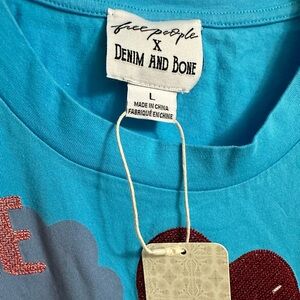 free people
X
DENIM AND BONE
L
MADE IN CHINA
FABRIQUÉ EN CHINE
E